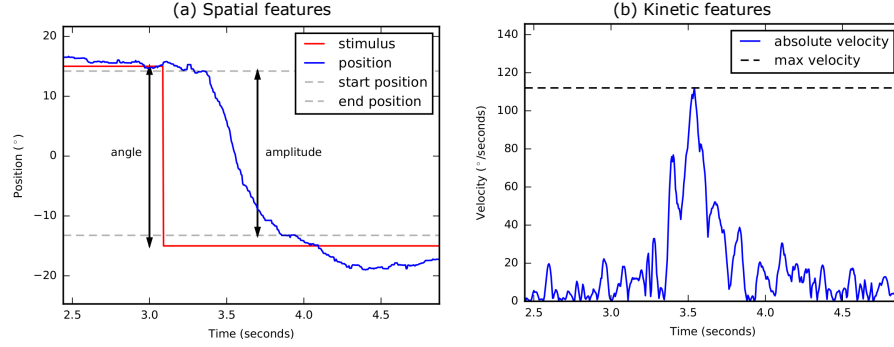 (a) Spatial features
20
10
0
−10
−20
Position (°)
2.5
3.0
3.5
4.0
4.5
Time (seconds)
stimulus
position
start position
end position
angle
amplitude
(b) Kinetic features
140
120
100
80
60
40
20
0
Velocity (°/seconds)
2.5
3.0
3.5
4.0
4.5
Time (seconds)
absolute velocity
max velocity